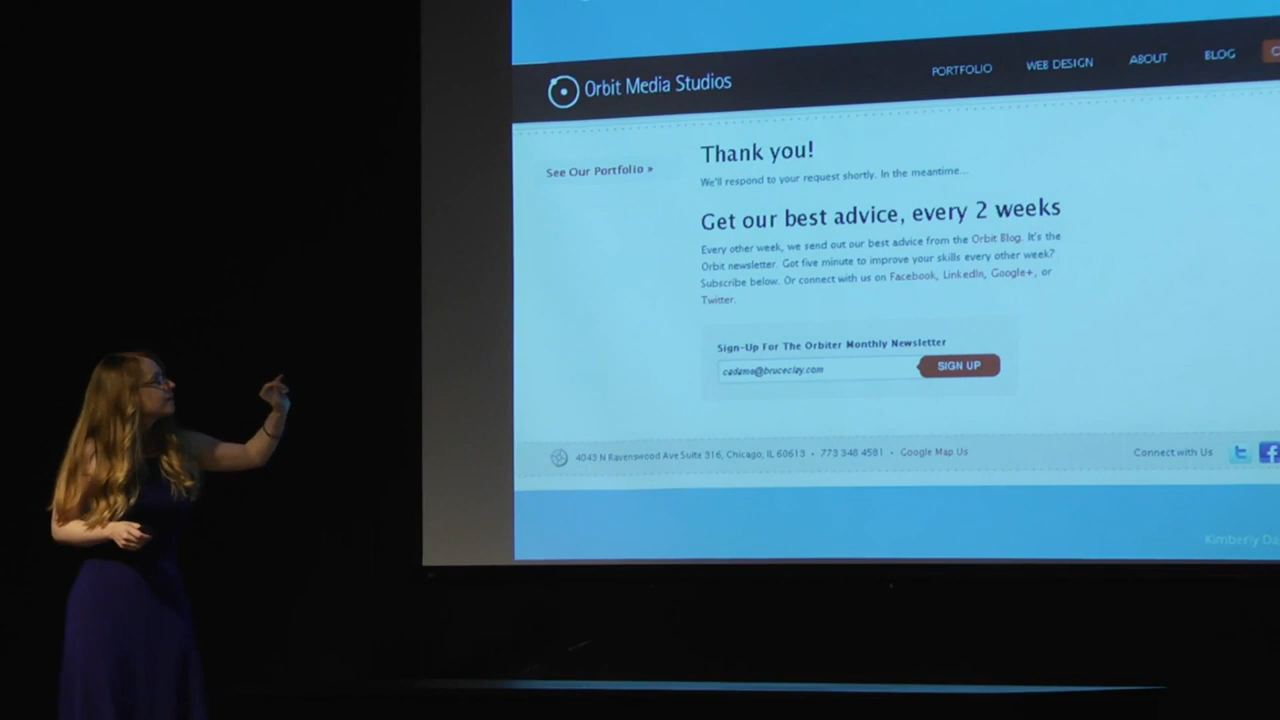 Orbit Media Studios
PORTFOLIO
WEB DESIGN
ABOUT
BLOG
See Our Portfolio »
Thank you!
We'll respond to your request shortly. In the meantime...
Get our best advice, every 2 weeks
Every other week, we send out our best advice from the Orbit Blog. It's the
Orbit newsletter. Got five minute to improve your skills every other week?
Subscribe below. Or connect with us on Facebook, LinkedIn, Google+, or
Twitter.
Sign-Up For The Orbiter Monthly Newsletter
cadams@bruceclay.com
SIGN UP
4043 N Ravenswood Ave Suite 316, Chicago, IL 60613 • 773 348 4581 • Google Map Us
Connect with Us
Kimberly